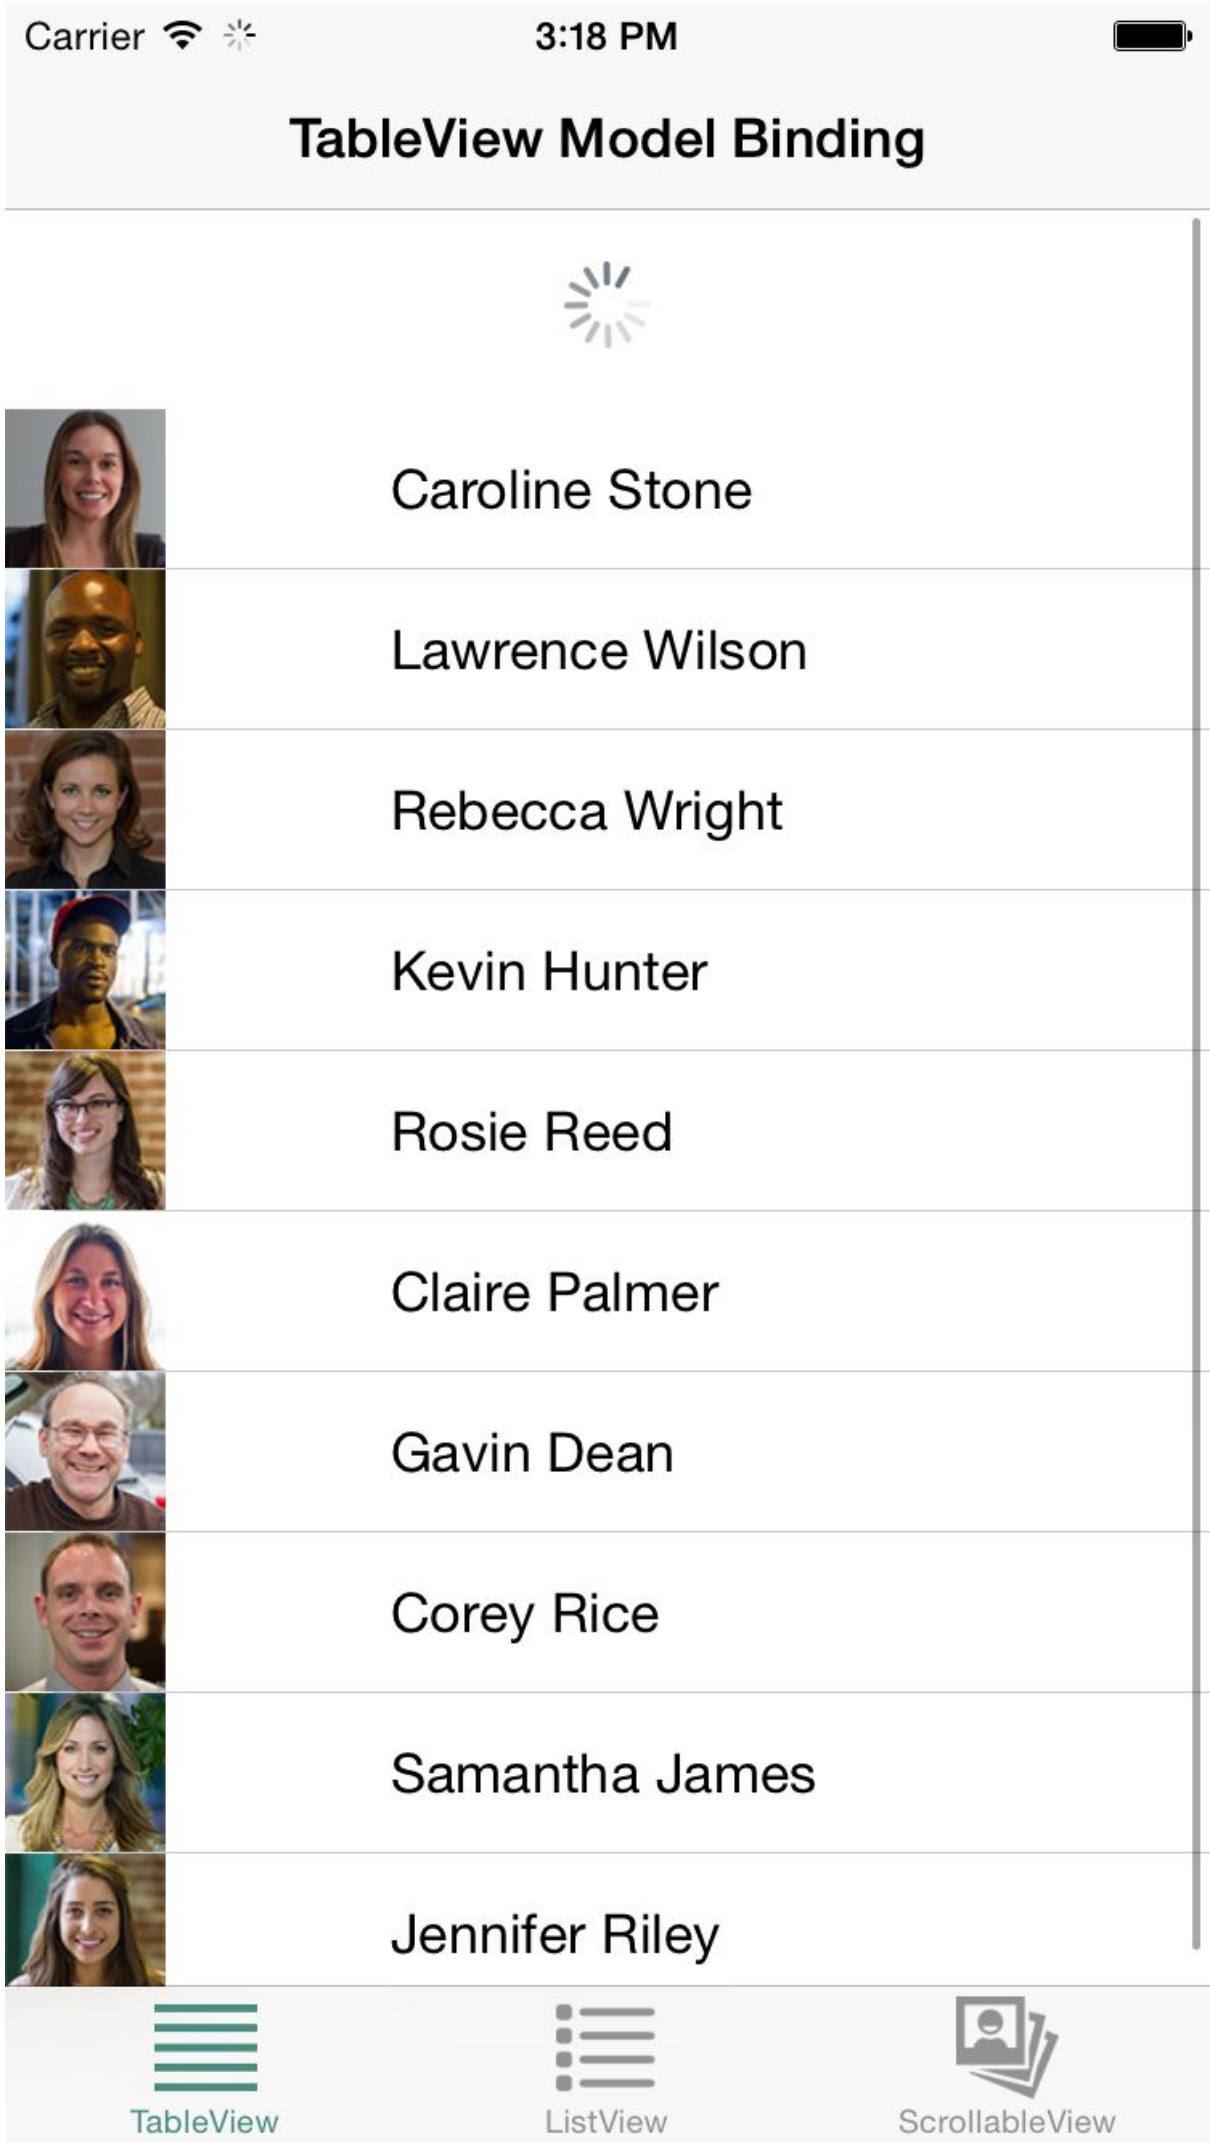 Carrier 3:18 PM
TableView Model Binding
Caroline Stone
Lawrence Wilson
Rebecca Wright
Kevin Hunter
Rosie Reed
Claire Palmer
Gavin Dean
Corey Rice
Samantha James
Jennifer Riley
TableView ListView ScrollableView